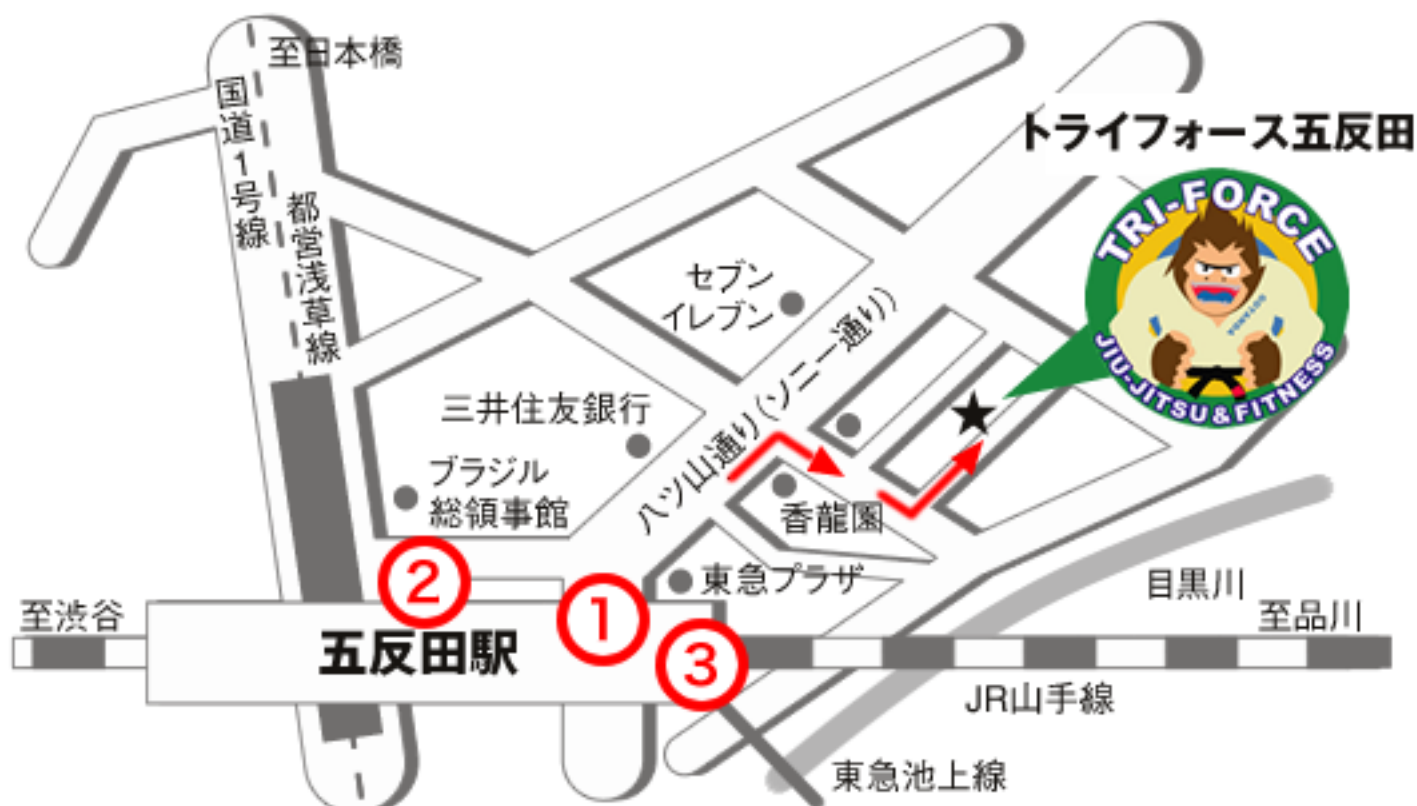 至日本橋
国道1号線
都営浅草線
トライフォース五反田
TRI-FORCE
JIU-JITSU & FITNESS
セブン
イレブン
八ツ山通り(ソニー通り)
三井住友銀行
ブラジル
総領事館
香龍園
東急プラザ
②
①
③
至渋谷
五反田駅
目黒川
至品川
JR山手線
東急池上線